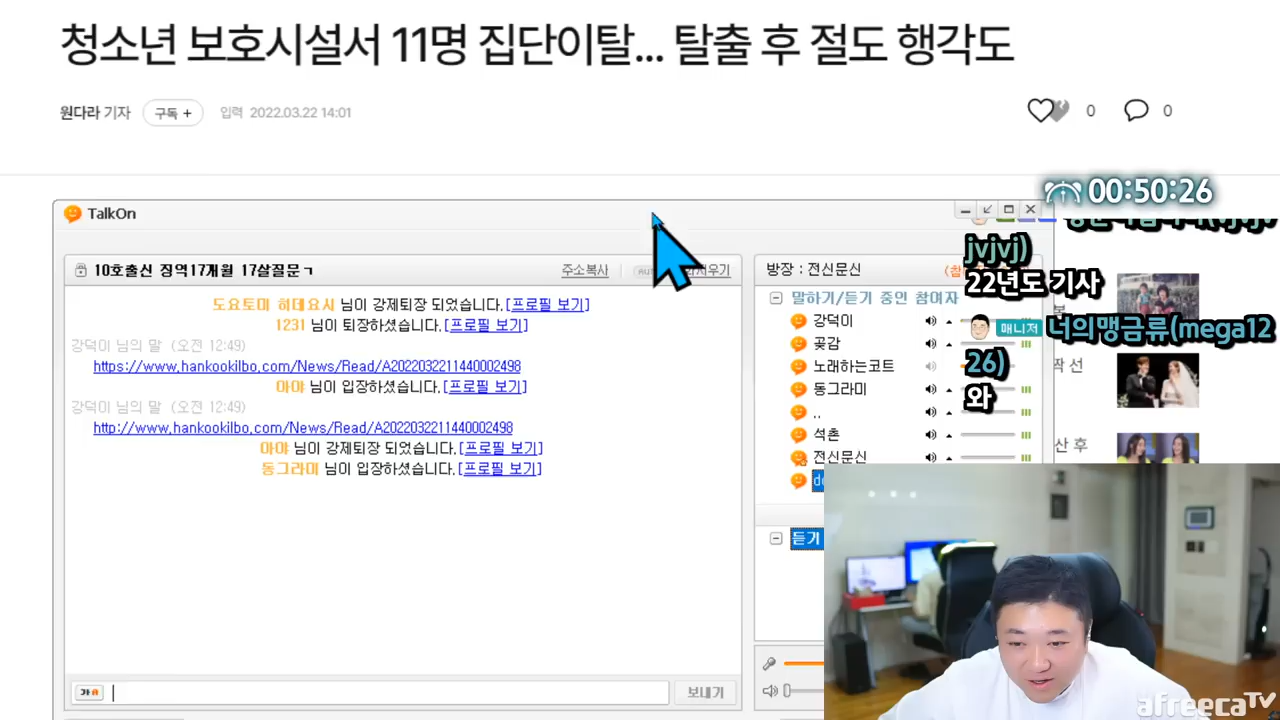 청소년 보호시설서 11명 집단이탈... 탈출 후 절도 행각도
원다라 기자 구독 + 입력 2022.03.22 14:01
0 0
00:50:26
TalkOn
jvjvj)
22년도 기사
매니저 너의맹금류(mega12
26)
와
10호출신 징역17개월 17살질문ㄱ 주소복사
도요토미 히데요시 님이 강제퇴장 되었습니다.[프로필 보기]
1231 님이 퇴장하셨습니다.[프로필 보기]
강덕이 님의 말 (오전 12:49)
https://www.hankookilbo.com/News/Read/A2022032211440002498
아야 님이 입장하셨습니다.[프로필 보기]
강덕이 님의 말 (오전 12:49)
http://www.hankookilbo.com/News/Read/A2022032211440002498
아야 님이 강제퇴장 되었습니다.[프로필 보기]
동그라미 님이 입장하셨습니다.[프로필 보기]
가a
보내기
방장 : 전신문신
말하기/듣기 중인 참여자
강덕이
곶감
노래하는코트
동그라미
..
석촌
전신문신
듣기
짝 선
산 후
afreecaTV